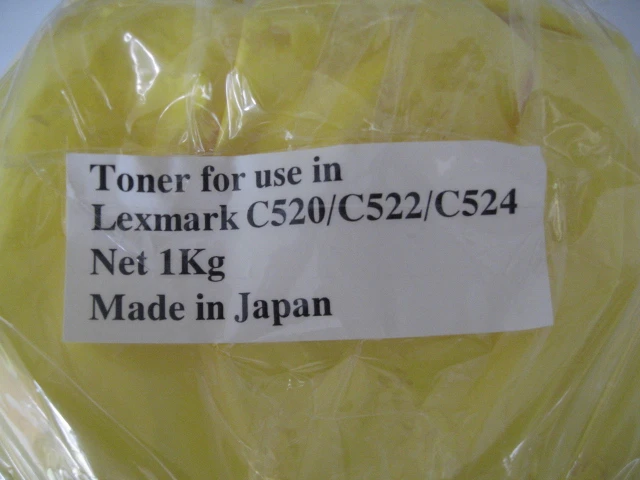 Toner for use in
Lexmark C520/C522/C524
Net 1Kg
Made in Japan